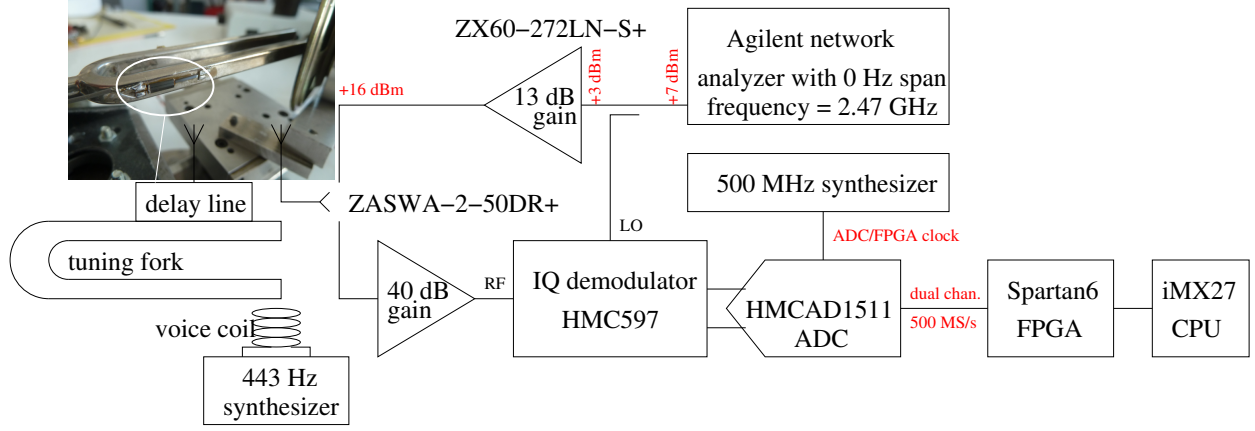 ZX60−272LN−S+
+16 dBm
13 dB
gain
+3 dBm
+7 dBm
Agilent network
analyzer with 0 Hz span
frequency = 2.47 GHz
500 MHz synthesizer
delay line
ZASWA−2−50DR+
LO
ADC/FPGA clock
tuning fork
40 dB
gain
RF
IQ demodulator
HMC597
HMCAD1511
ADC
dual chan.
500 MS/s
Spartan6
FPGA
iMX27
CPU
voice coil
443 Hz
synthesizer